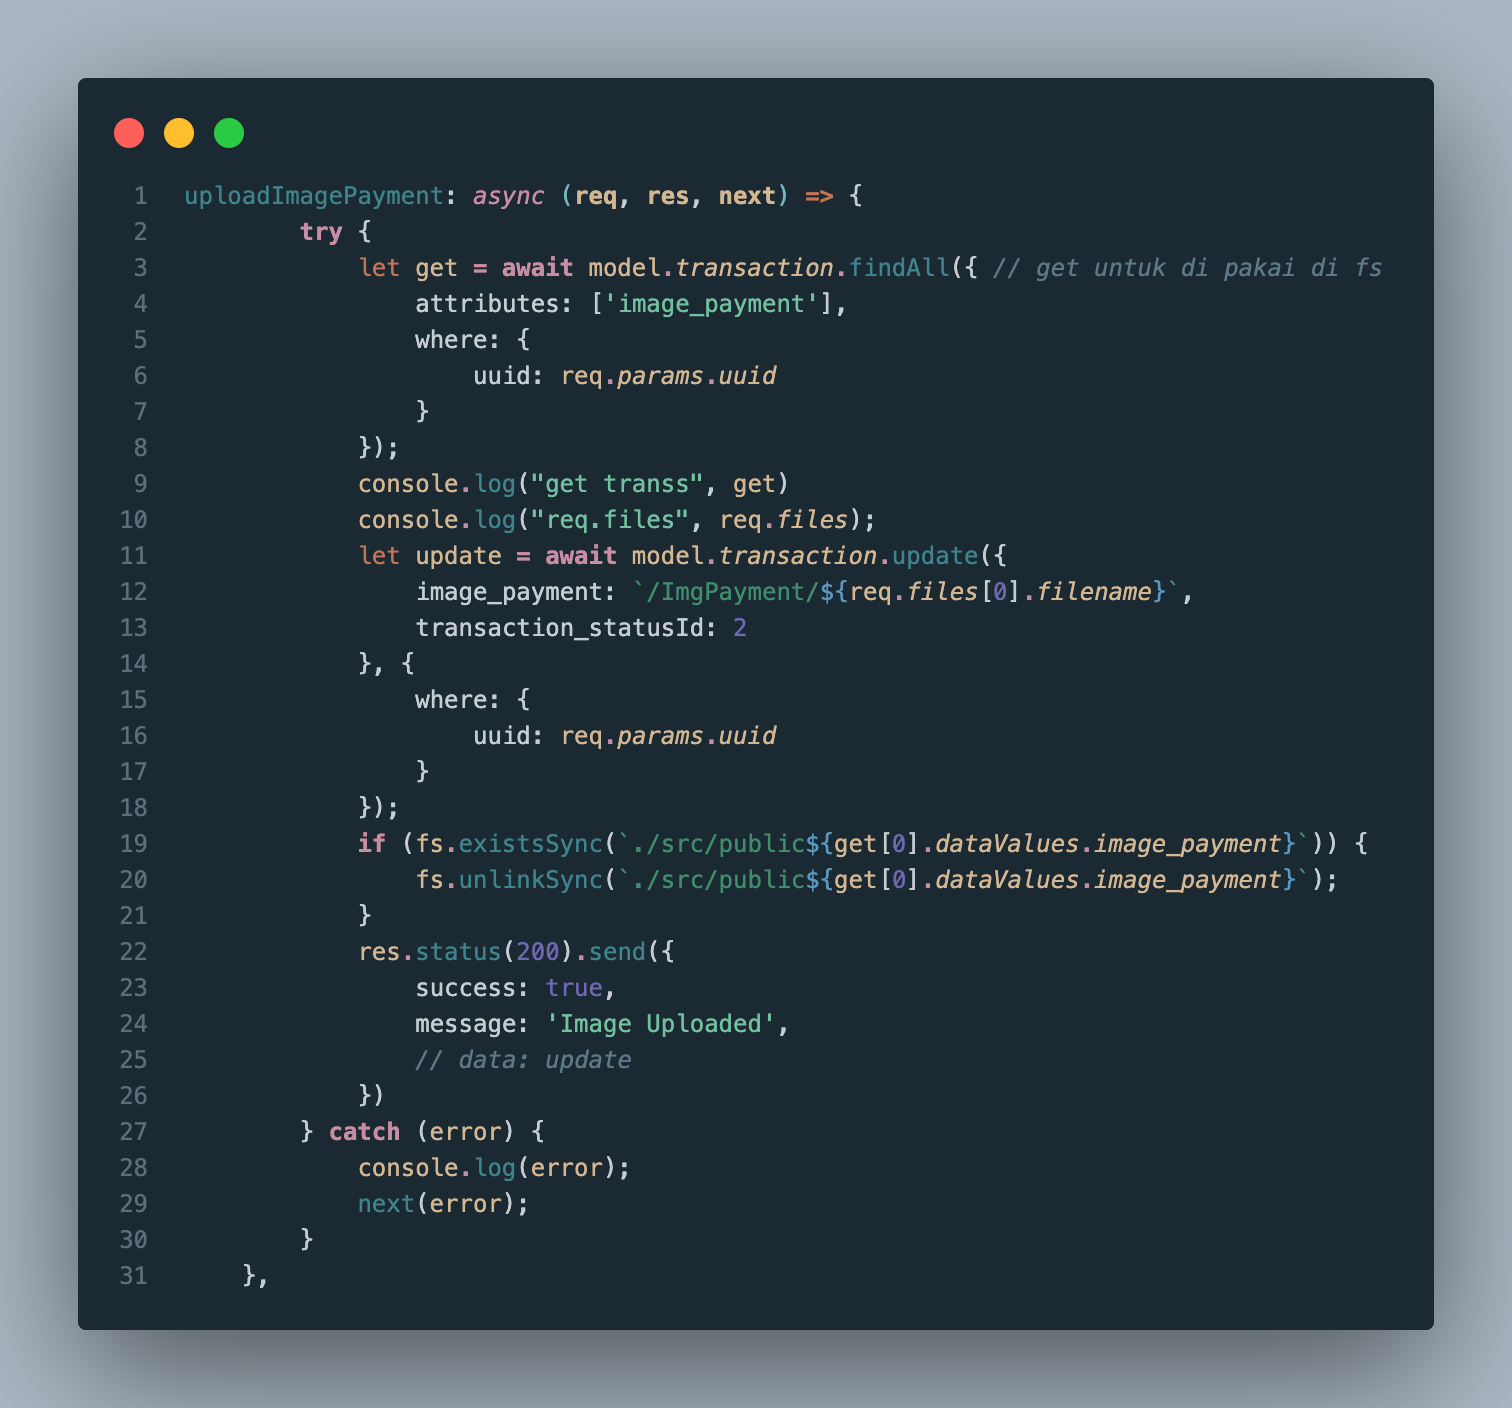 1 uploadImagePayment: async (req, res, next) => {
2 try {
3 let get = await model.transaction.findAll({ // get untuk di pakai di fs
4 attributes: ['image_payment'],
5 where: {
6 uuid: req.params.uuid
7 }
8 });
9 console.log("get transs", get)
10 console.log("req.files", req.files);
11 let update = await model.transaction.update({
12 image_payment: `/ImgPayment/${req.files[0].filename}`,
13 transaction_statusId: 2
14 }, {
15 where: {
16 uuid: req.params.uuid
17 }
18 });
19 if (fs.existsSync(`./src/public${get[0].dataValues.image_payment}`)) {
20 fs.unlinkSync(`./src/public${get[0].dataValues.image_payment}`);
21 }
22 res.status(200).send({
23 success: true,
24 message: 'Image Uploaded',
25 // data: update
26 })
27 } catch (error) {
28 console.log(error);
29 next(error);
30 }
31 },